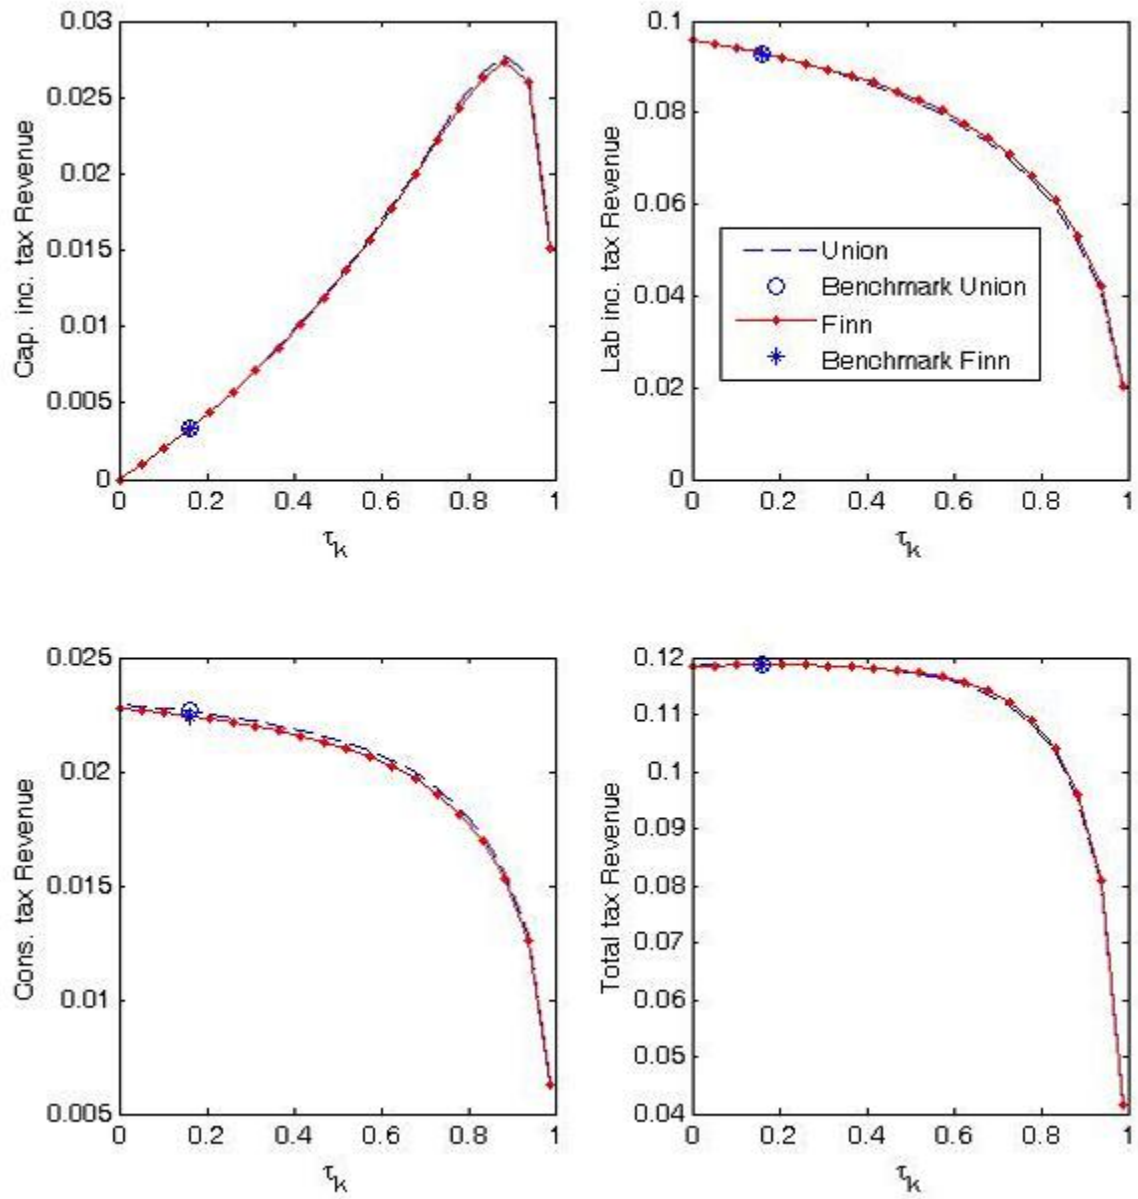 Cap. inc. tax Revenue
0.03
0.025
0.02
0.015
0.01
0.005
0
0 0.2 0.4 0.6 0.8 1
τk
Lab inc. tax Revenue
0.1
0.08
0.06
0.04
0.02
0
Union
Benchmark Union
Finn
Benchmark Finn
0 0.2 0.4 0.6 0.8 1
τk
Cons. tax Revenue
0.025
0.02
0.015
0.01
0.005
0 0.2 0.4 0.6 0.8 1
τk
Total tax Revenue
0.12
0.11
0.1
0.09
0.08
0.07
0.06
0.05
0.04
0 0.2 0.4 0.6 0.8 1
τk